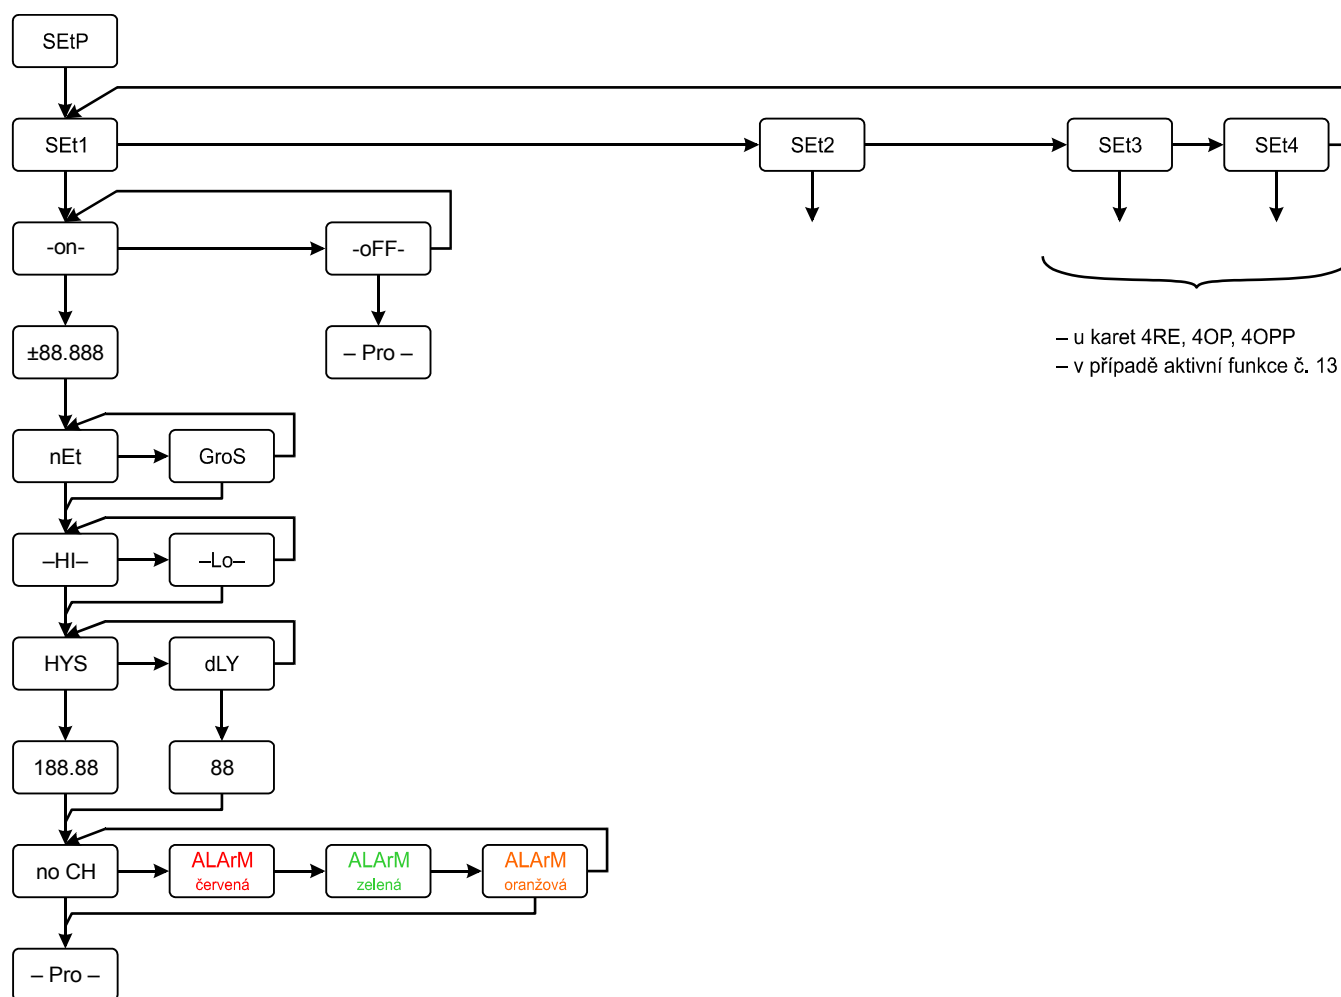 SEtP
SEt1
SEt2
SEt3
SEt4
-on-
-oFF-
±88.888
– Pro –
– u karet 4RE, 4OP, 4OPP
– v případě aktivní funkce č. 13
nEt
GroS
–HI–
–Lo–
HYS
dLY
188.88
88
no CH
ALArM
červená
ALArM
zelená
ALArM
oranžová
– Pro –